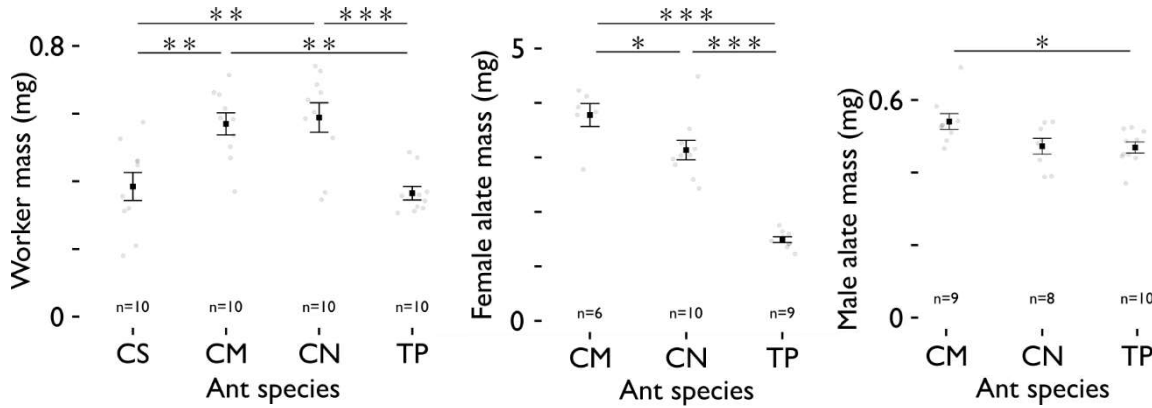 ** ***
** **
0.8
0
Worker mass (mg)
n=10 n=10 n=10 n=10
CS CM CN TP
Ant species
***
* ***
5
0
Female alate mass (mg)
n=6 n=10 n=9
CM CN TP
Ant species
*
0.6
0
Male alate mass (mg)
n=9 n=8 n=10
CM CN TP
Ant species